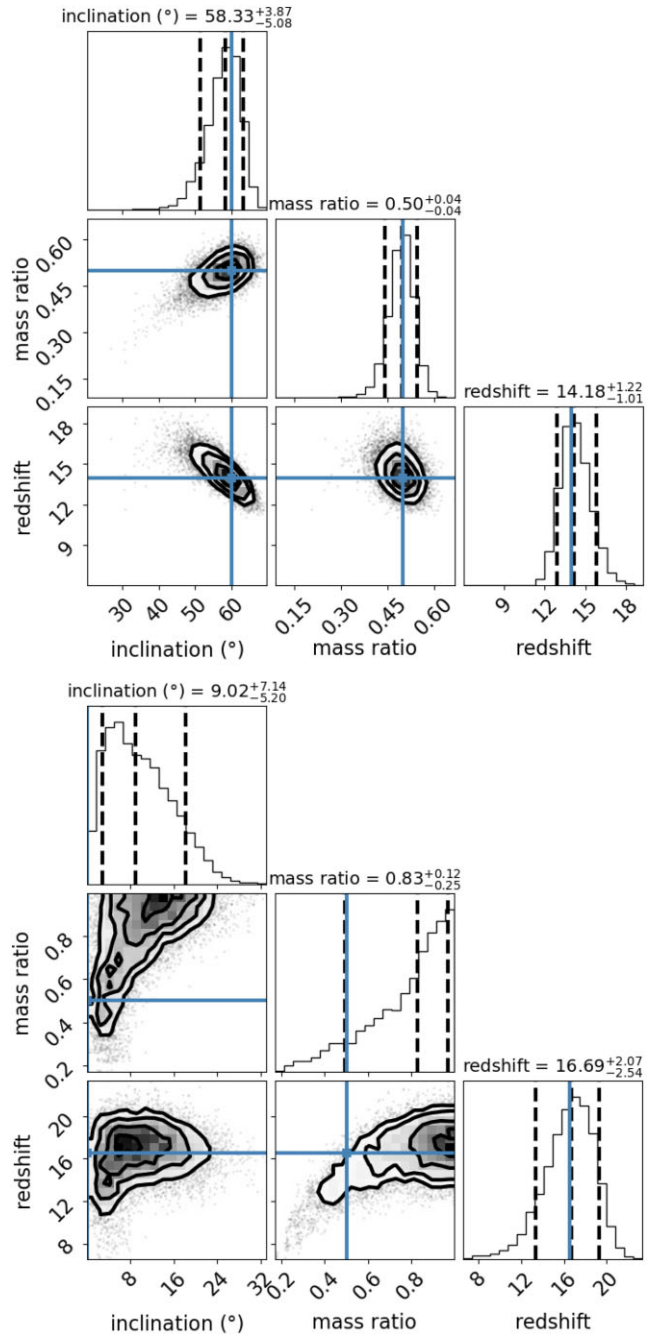 inclination (°) = 58.33 +3.87 −5.08
mass ratio = 0.50 +0.04 −0.04
mass ratio
0.60
0.45
0.30
0.15
redshift = 14.18 +1.22 −1.01
redshift
18
15
12
9
30 45 60
0.15 0.30 0.45 0.60
9 12 15 18
inclination (°) mass ratio redshift
inclination (°) = 9.02 +7.14 −5.20
mass ratio = 0.83 +0.12 −0.25
mass ratio
0.8
0.6
0.4
0.2
redshift = 16.69 +2.07 −2.54
redshift
20
16
12
8
8 16 24 32
0.2 0.4 0.6 0.8
8 12 16 20
inclination (°) mass ratio redshift